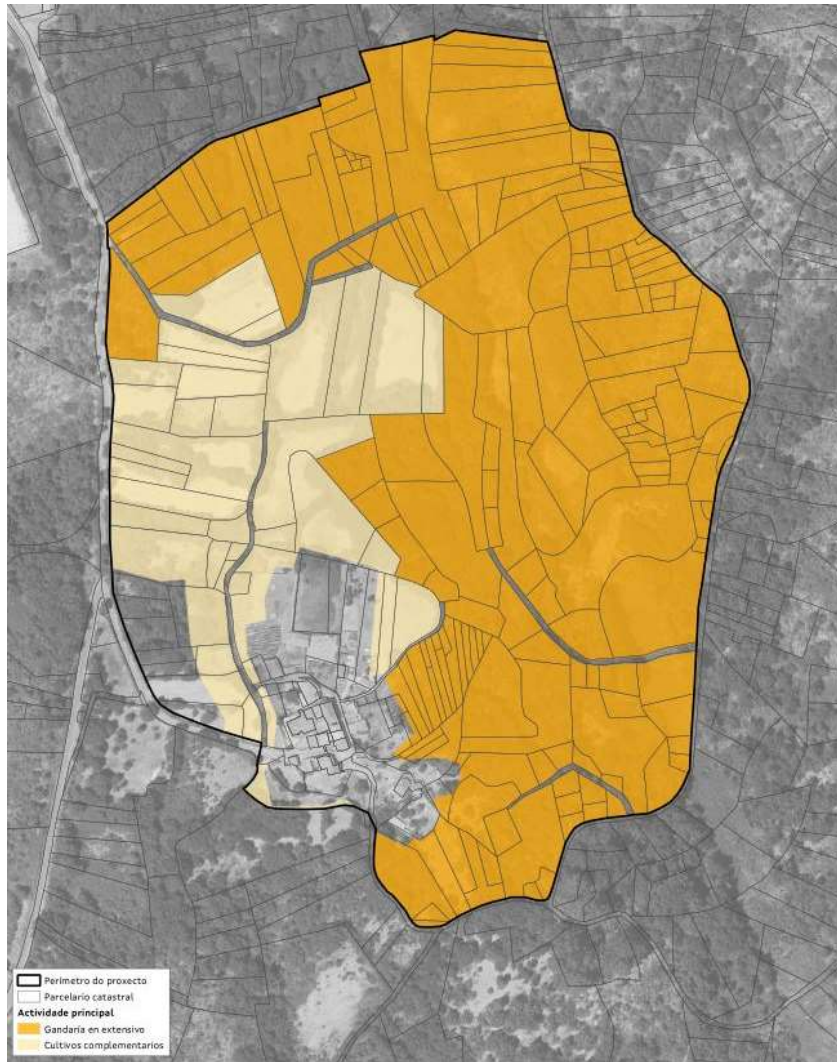 Perímetro do proxecto
Parcelario catastral
Actividade principal
Gandaría en extensivo
Cultivos complementarios